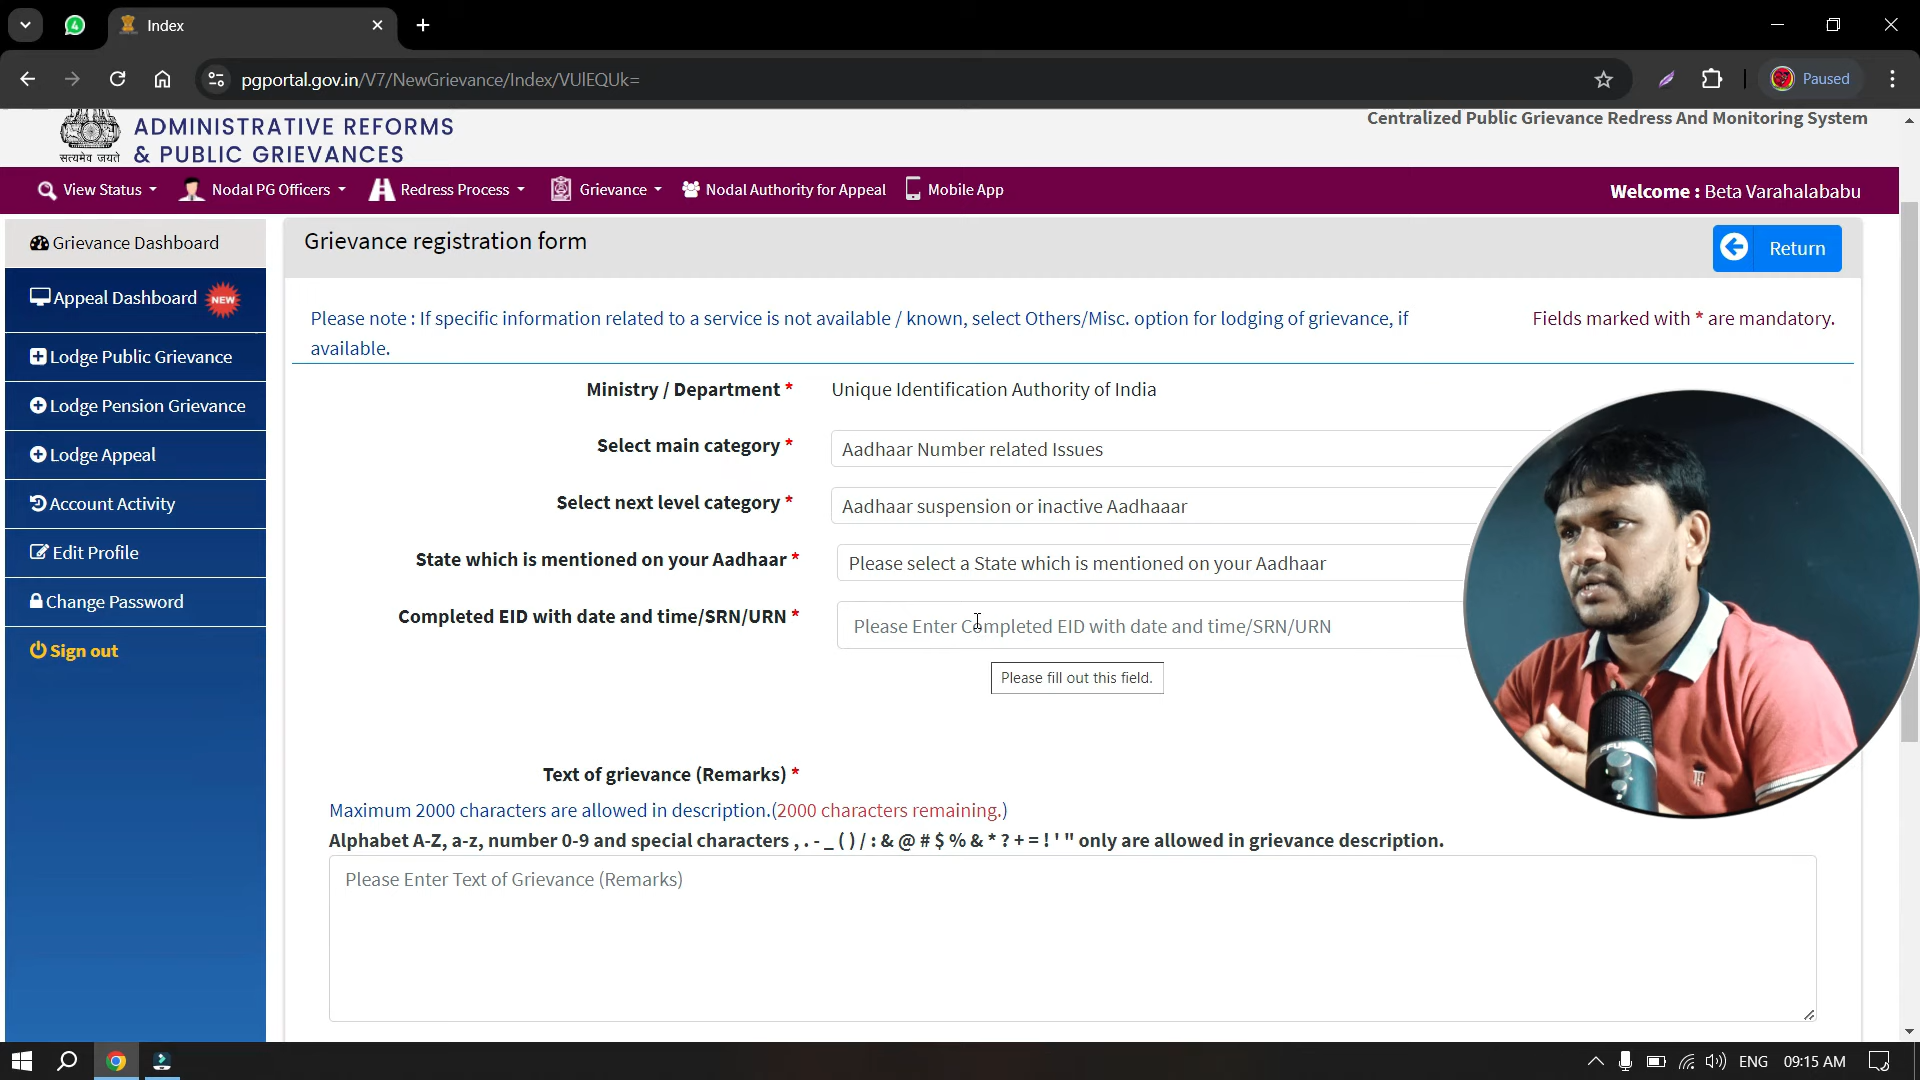 4
Index
pgportal.gov.in/V7/NewGrievance/Index/VUlEQUk=
Paused
सत्यमेव जयते
ADMINISTRATIVE REFORMS
& PUBLIC GRIEVANCES
Centralized Public Grievance Redress And Monitoring System
View Status
Nodal PG Officers
Redress Process
Grievance
Nodal Authority for Appeal
Mobile App
Welcome : Beta Varahalababu
Grievance Dashboard
Appeal Dashboard NEW
Lodge Public Grievance
Lodge Pension Grievance
Lodge Appeal
Account Activity
Edit Profile
Change Password
Sign out
Grievance registration form
Return
Please note : If specific information related to a service is not available / known, select Others/Misc. option for lodging of grievance, if
available.
Fields marked with * are mandatory.
Ministry / Department * Unique Identification Authority of India
Select main category * Aadhaar Number related Issues
Select next level category * Aadhaar suspension or inactive Aadhaaar
State which is mentioned on your Aadhaar * Please select a State which is mentioned on your Aadhaar
Completed EID with date and time/SRN/URN * Please Enter Completed EID with date and time/SRN/URN
Please fill out this field.
Text of grievance (Remarks) *
Maximum 2000 characters are allowed in description.(2000 characters remaining.)
Alphabet A-Z, a-z, number 0-9 and special characters , . - _ ( ) / : & @ # $ % & * ? + = ! ' " only are allowed in grievance description.
Please Enter Text of Grievance (Remarks)
ENG
09:15 AM